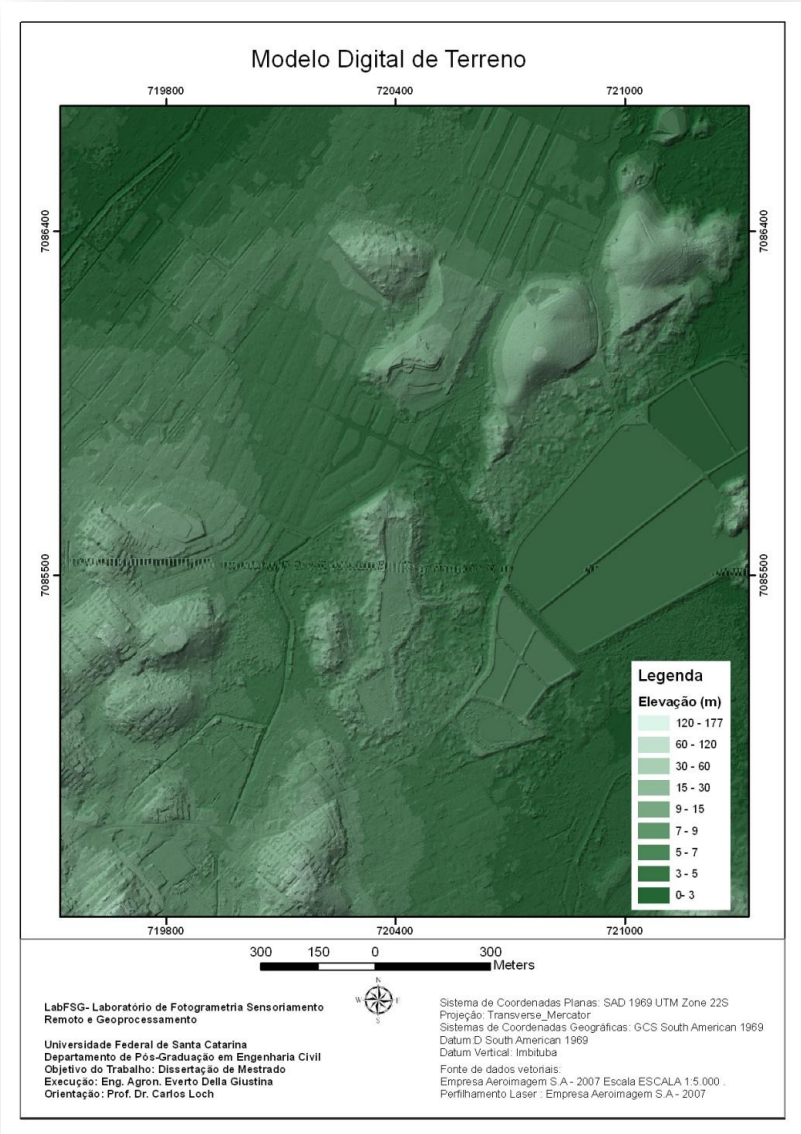 Modelo Digital de Terreno
719800 720400 721000
7086400 7086400
7085500 7085500
Legenda
Elevação (m)
120 - 177
60 - 120
30 - 60
15 - 30
9 - 15
7 - 9
5 - 7
3 - 5
0- 3
719800 720400 721000
300 150 0 300
Meters
N
W E
S
LabFSG- Laboratório de Fotogrametria Sensoriamento
Remoto e Geoprocessamento
Universidade Federal de Santa Catarina
Departamento de Pós-Graduação em Engenharia Civil
Objetivo do Trabalho: Dissertação de Mestrado
Execução: Eng. Agron. Everto Della Giustina
Orientação: Prof. Dr. Carlos Loch
Sistema de Coordenadas Planas: SAD 1969 UTM Zone 22S
Projeção: Transverse_Mercator
Sistemas de Coordenadas Geográficas: GCS South American 1969
Datum:D South American 1969
Datum Vertical: Imbituba
Fonte de dados vetoriais:
Empresa Aeroimagem S.A - 2007 Escala ESCALA 1:5.000 .
Perfilhamento Laser : Empresa Aeroimagem S.A - 2007